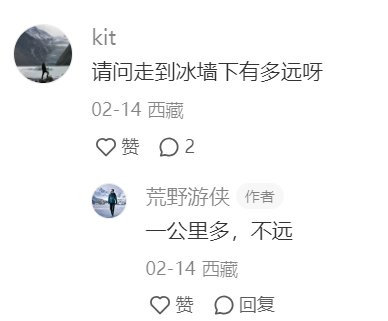 kit
请问走到冰墙下有多远呀
02-14 西藏
赞 2
荒野游侠 作者
一公里多，不远
02-14 西藏
赞 回复